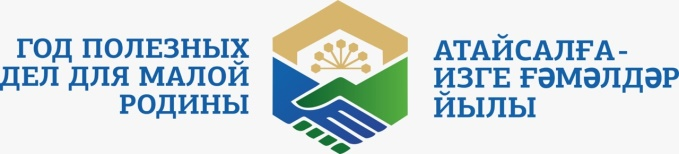 ГОД ПОЛЕЗНЫХ
ДЕЛ ДЛЯ МАЛОЙ
РОДИНЫ
АТАЙСАЛҒА-
ИЗГЕ ҒӘМӘЛДӘР
ЙЫЛЫ